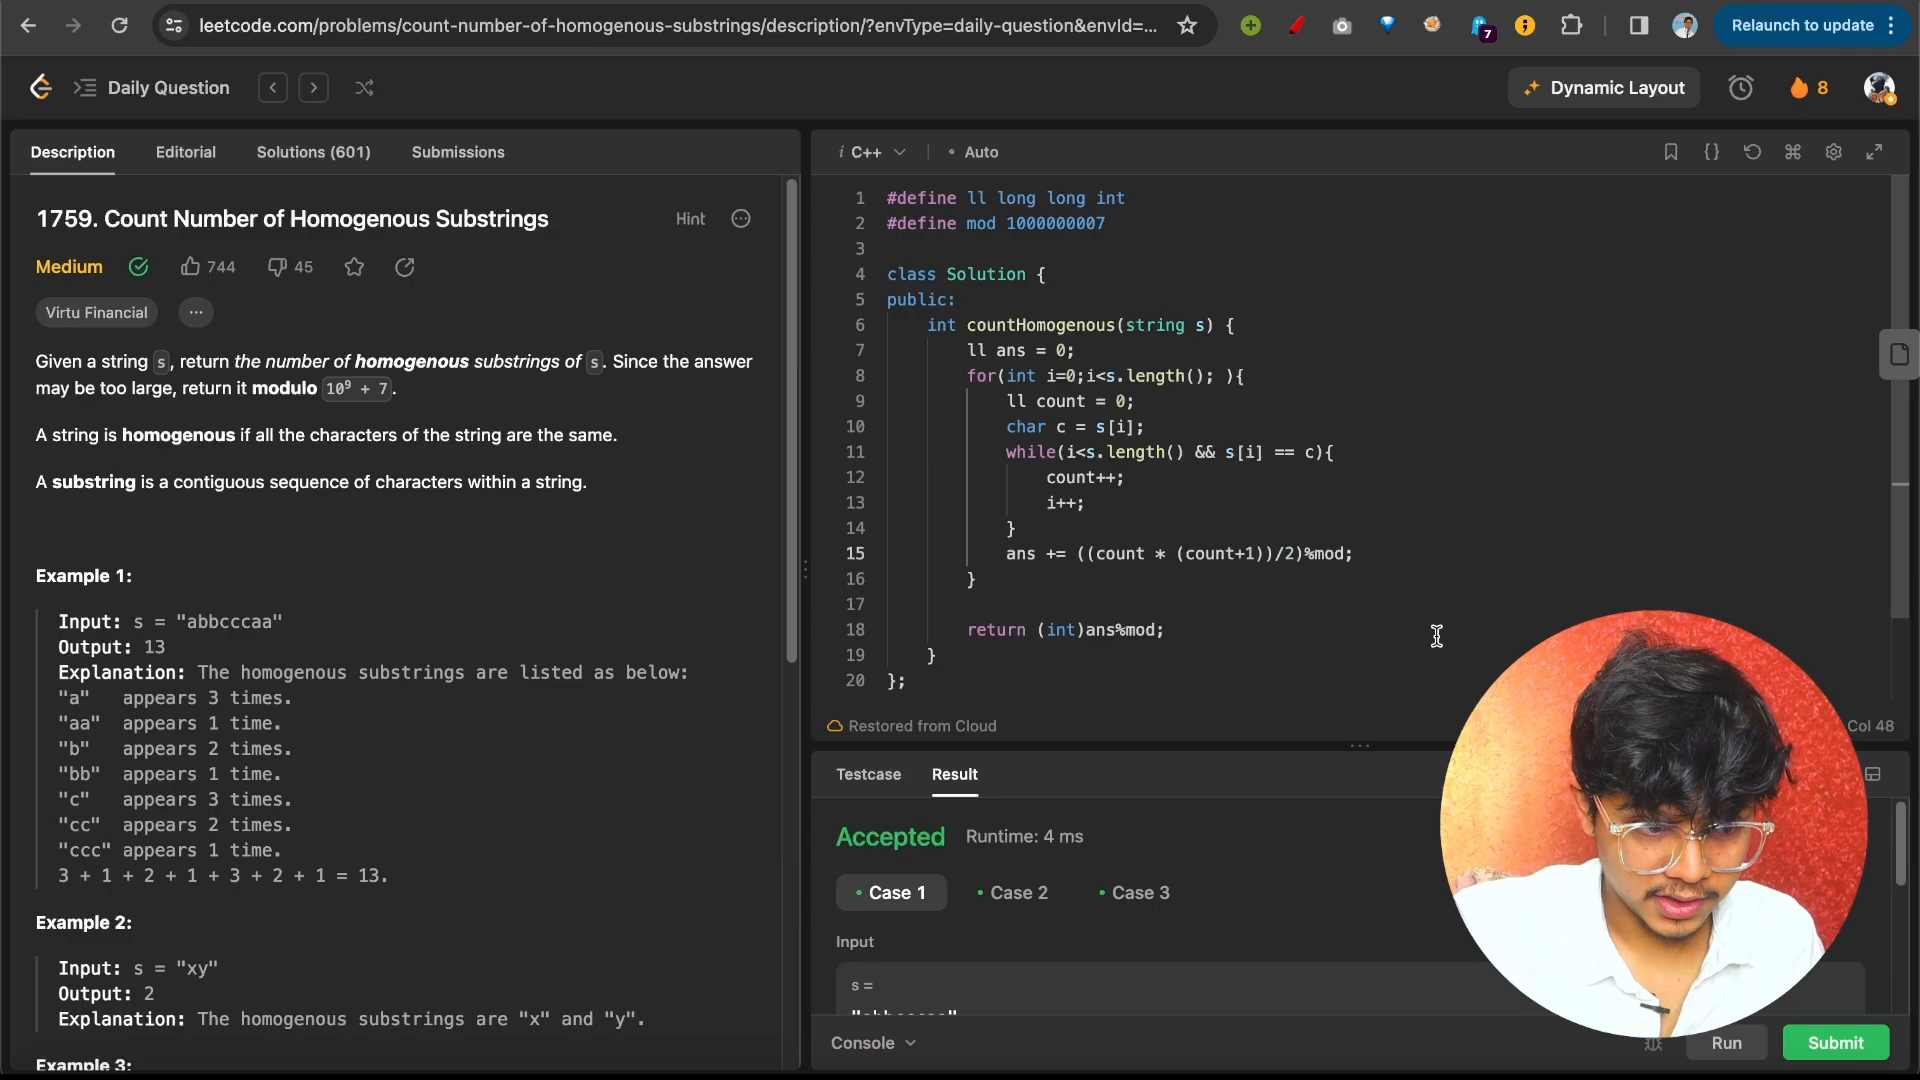 leetcode.com/problems/count-number-of-homogenous-substrings/description/?envType=daily-question&envId=...
7
Relaunch to update
Daily Question
Dynamic Layout
8
Description Editorial Solutions (601) Submissions
1759. Count Number of Homogenous Substrings
Hint
Medium 744 45
Virtu Financial ...
Given a string s, return the number of homogenous substrings of s. Since the answer
may be too large, return it modulo 10⁹ + 7.
A string is homogenous if all the characters of the string are the same.
A substring is a contiguous sequence of characters within a string.
Example 1:
Input: s = "abbcccaa"
Output: 13
Explanation: The homogenous substrings are listed as below:
"a"   appears 3 times.
"aa"  appears 1 time.
"b"   appears 2 times.
"bb"  appears 1 time.
"c"   appears 3 times.
"cc"  appears 2 times.
"ccc" appears 1 time.
3 + 1 + 2 + 1 + 3 + 2 + 1 = 13.
Example 2:
Input: s = "xy"
Output: 2
Explanation: The homogenous substrings are "x" and "y".
Example 3:
i C++ • Auto
1 #define ll long long int
2 #define mod 1000000007
3
4 class Solution {
5 public:
6     int countHomogenous(string s) {
7         ll ans = 0;
8         for(int i=0;i<s.length(); ){
9             ll count = 0;
10             char c = s[i];
11             while(i<s.length() && s[i] == c){
12                 count++;
13                 i++;
14             }
15             ans += ((count * (count+1))/2)%mod;
16         }
17
18         return (int)ans%mod;
19     }
20 };
Restored from Cloud
Col 48
Testcase Result
Accepted Runtime: 4 ms
• Case 1 • Case 2 • Case 3
Input
s =
Console
Run
Submit